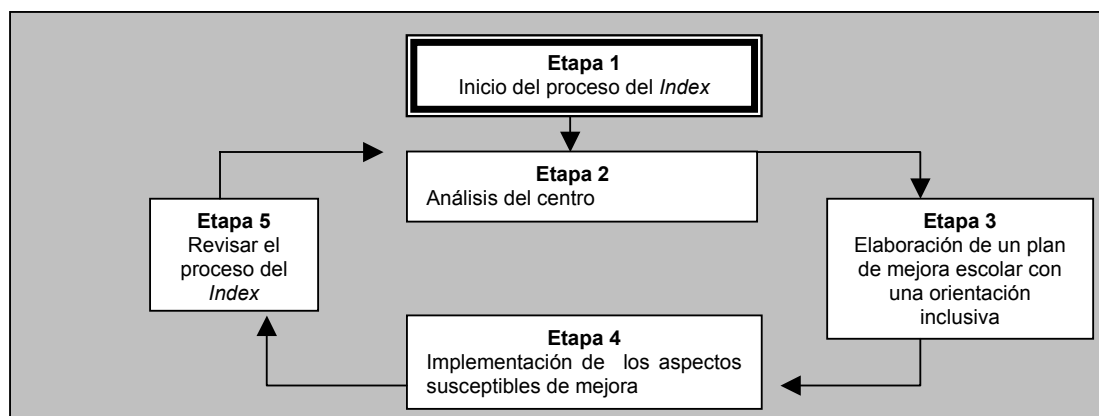 Etapa 1
Inicio del proceso del Index
Etapa 2
Análisis del centro
Etapa 3
Elaboración de un plan
de mejora escolar con
una orientación
inclusiva
Etapa 4
Implementación de los aspectos
susceptibles de mejora
Etapa 5
Revisar el
proceso del
Index